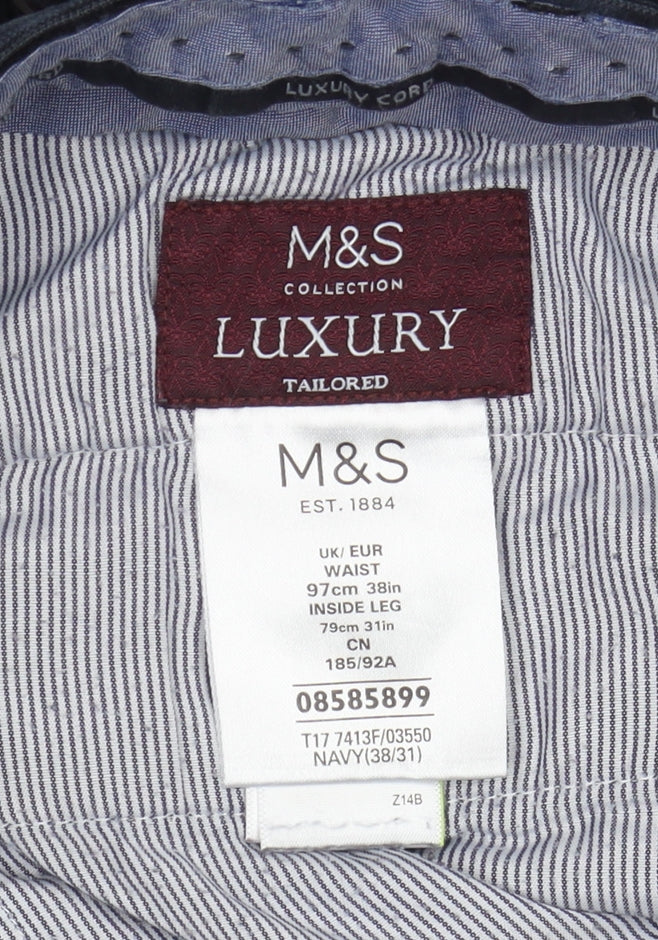 LUXURY CORD
M&S
COLLECTION
LUXURY
TAILORED
M&S
EST. 1884
UK/ EUR
WAIST
97cm 38in
INSIDE LEG
79cm 31in
CN
185/92A
08585899
T17 7413F/03550
NAVY(38/31)
Z14B